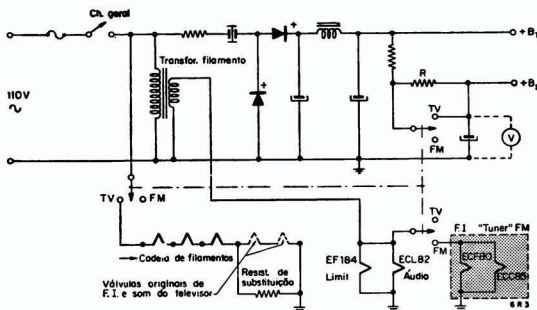 Ch. geral
+B₁
Transfor. filamento
+
+
R
+B₂
110V
TV
FM
V
TV
FM
TV
FM
F.I. "Tuner" FM
Cadeia de filamentos
Válvulas originais de
F.I. e som do televisor
Resist. de
substituição
EF184
Limit
ECL82
Áudio
ECF80
ECC85
6R3